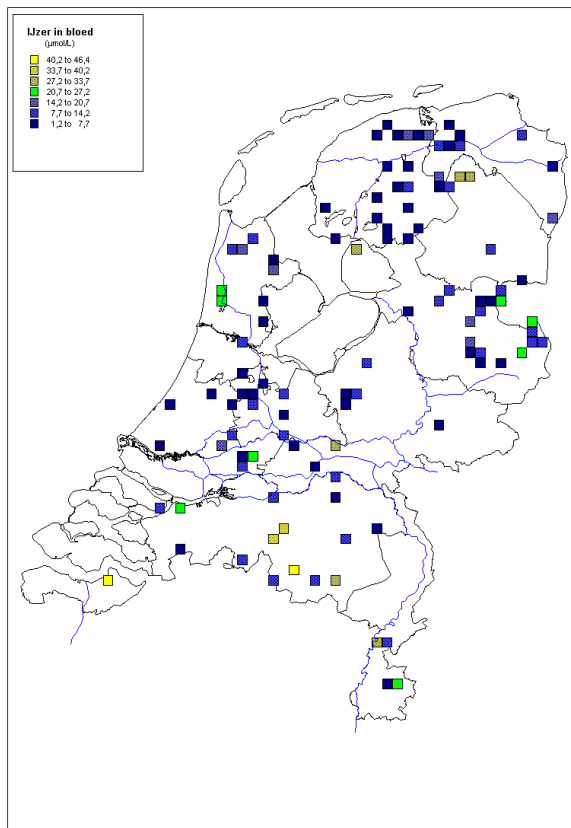 IJzer in bloed
(µmol/L)
40,2 to 46,4
33,7 to 40,2
27,2 to 33,7
20,7 to 27,2
14,2 to 20,7
7,7 to 14,2
1,2 to 7,7